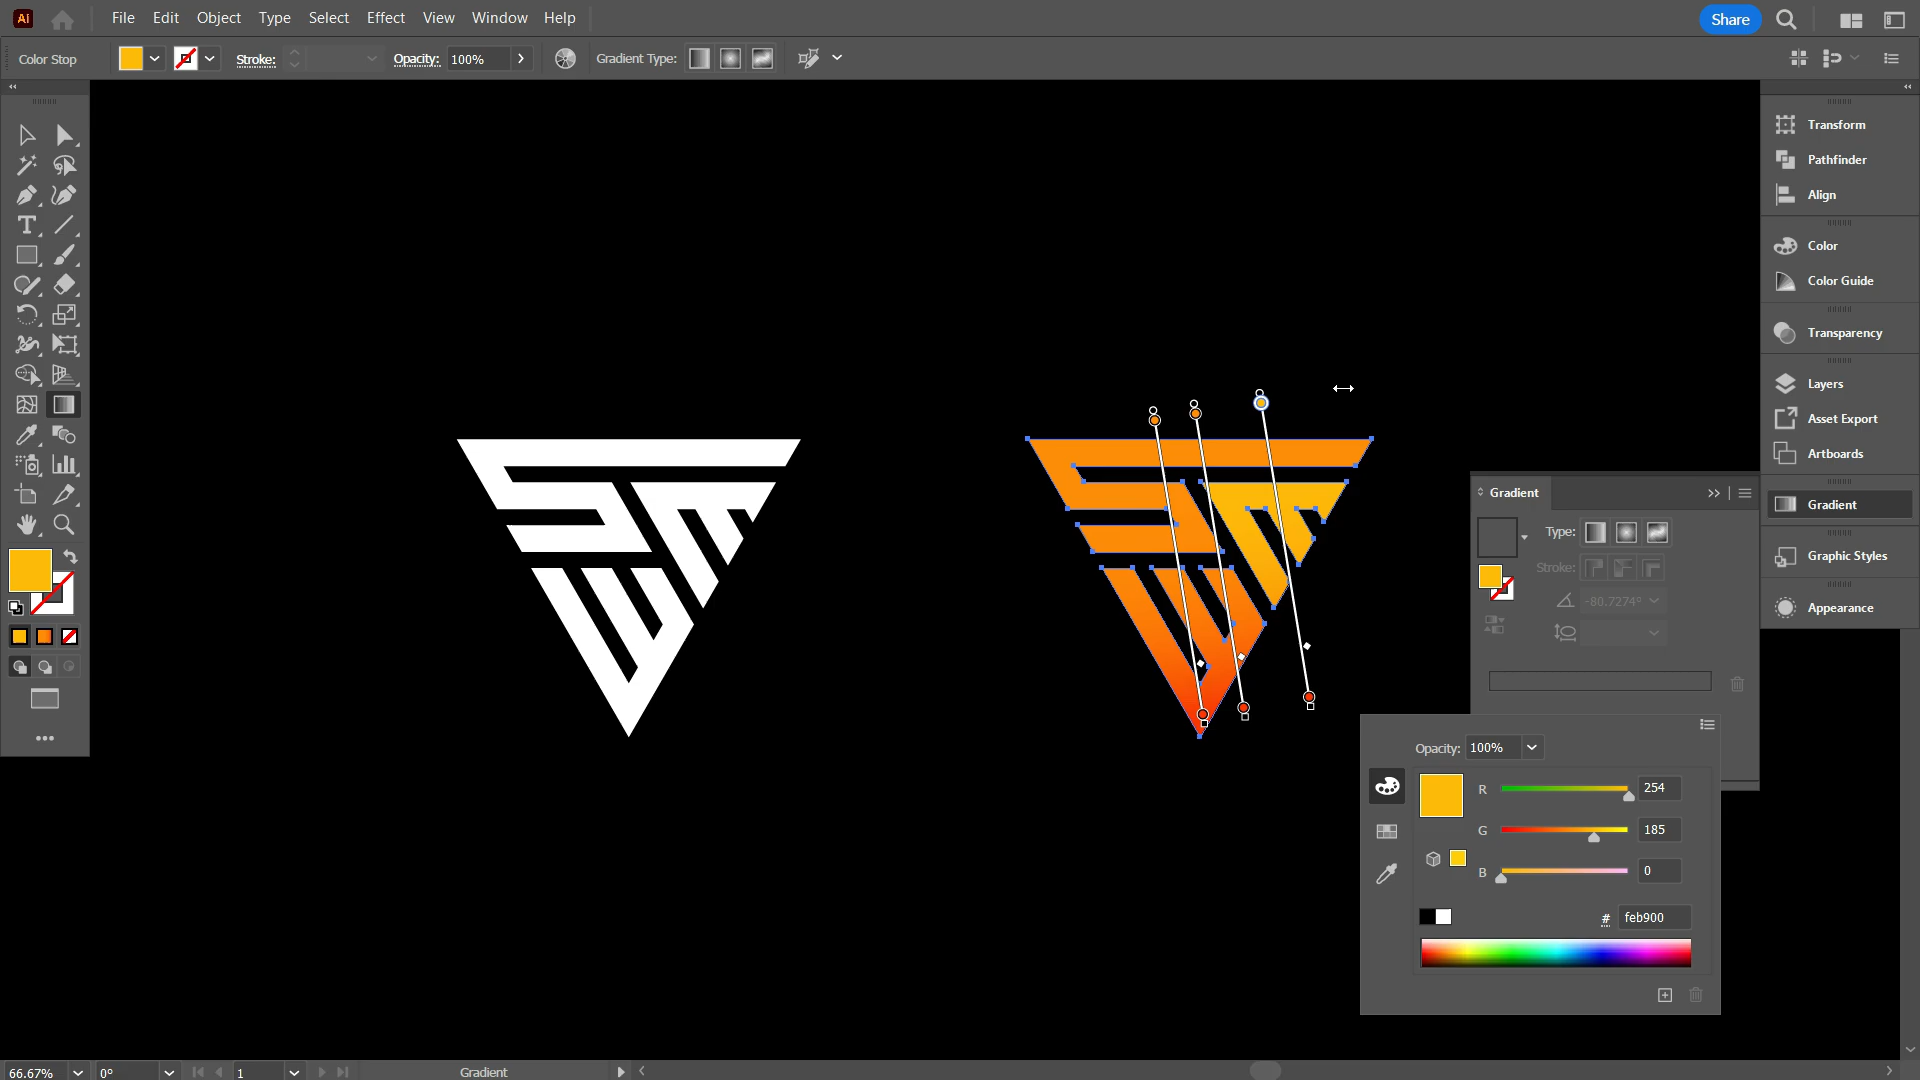 Ai File Edit Object Type Select Effect View Window Help Share
Color Stop Stroke: Opacity: 100% Gradient Type:
Transform
Pathfinder
Align
Color
Color Guide
Transparency
Layers
Asset Export
Artboards
Gradient
Graphic Styles
Appearance
Gradient
Type:
Stroke:
-80.7274°
Opacity: 100%
R 254
G 185
B 0
# feb900
T
66.67% 0° 1 Gradient